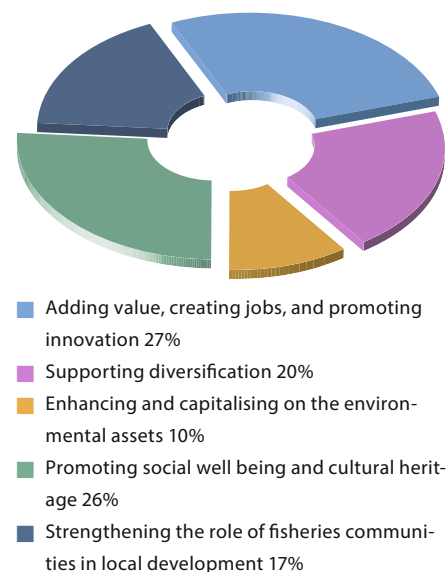 Adding value, creating jobs, and promoting
innovation 27%
Supporting diversification 20%
Enhancing and capitalising on the environ-
mental assets 10%
Promoting social well being and cultural herit-
age 26%
Strengthening the role of fisheries communi-
ties in local development 17%